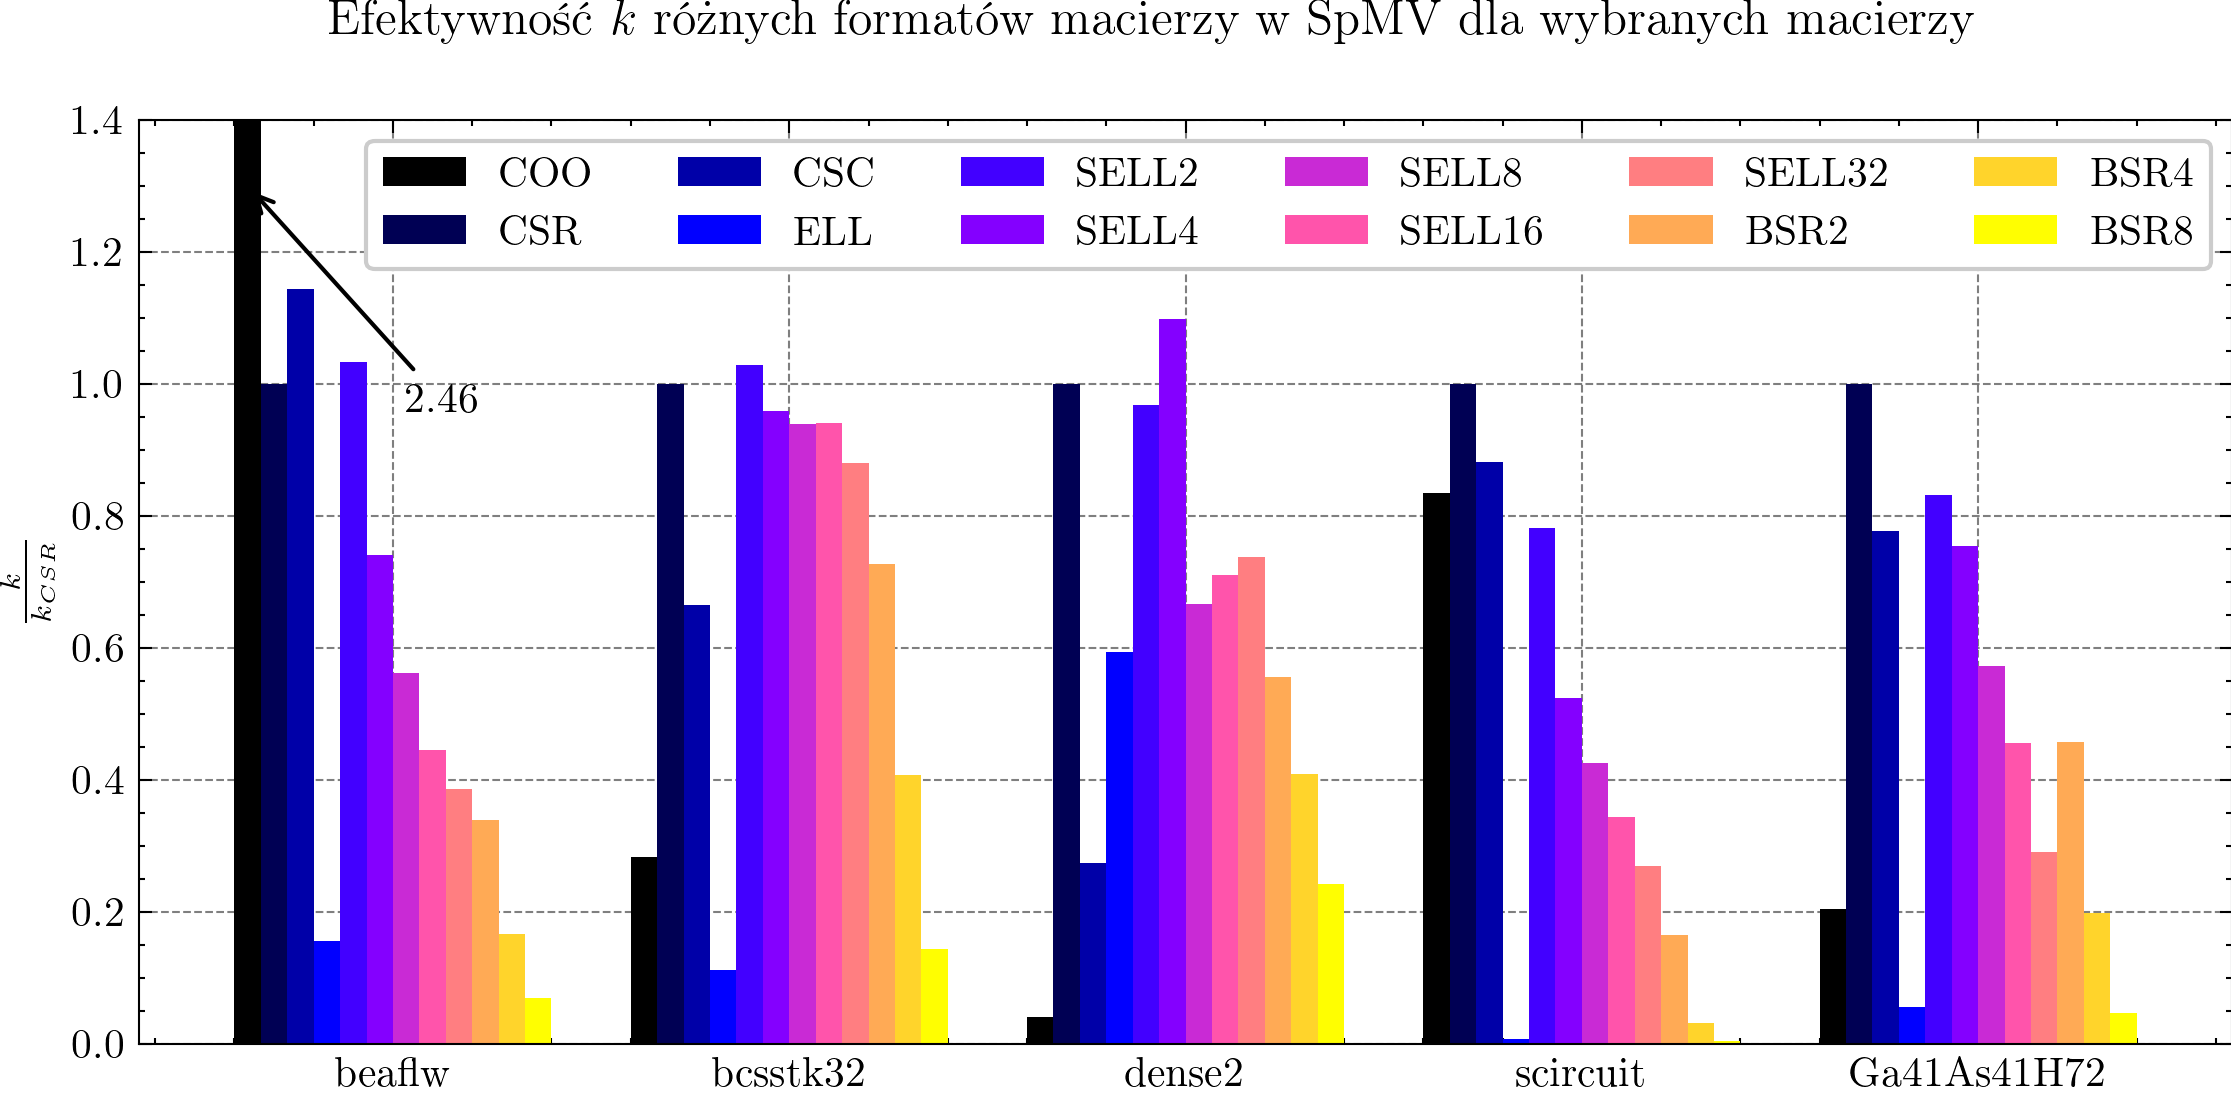 Efektywność k różnych formatów macierzy w SpMV dla wybranych macierzy
1.4
COO CSC SELL2 SELL8 SELL32 BSR4
CSR ELL SELL4 SELL16 BSR2 BSR8
1.2
1.0
2.46
0.8
k
k_CSR
0.6
0.4
0.2
0.0
beaflw bcsstk32 dense2 scircuit Ga41As41H72